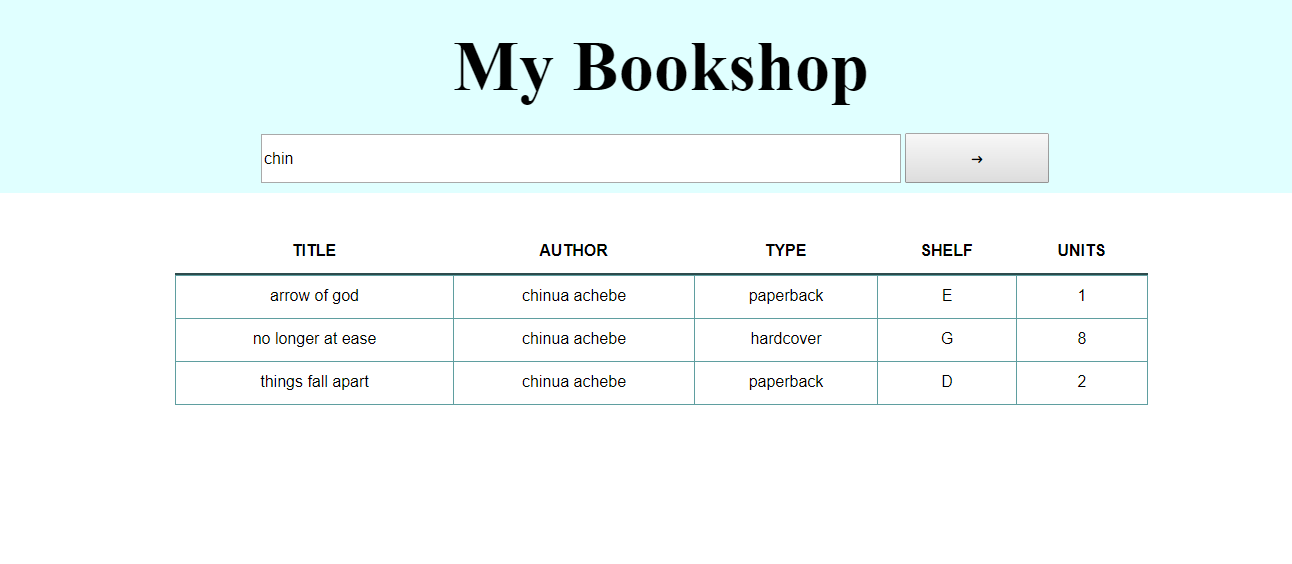 My Bookshop
chin →
TITLE AUTHOR TYPE SHELF UNITS
arrow of god chinua achebe paperback E 1
no longer at ease chinua achebe hardcover G 8
things fall apart chinua achebe paperback D 2